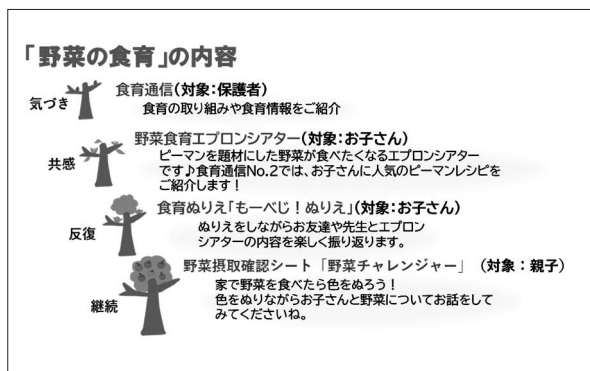 「野菜の食育」の内容
気づき
食育通信(対象:保護者)
食育の取り組みや食育情報をご紹介
共感
野菜食育エプロンシアター(対象:お子さん)
ピーマンを題材にした野菜が食べたくなるエプロンシアター
です♪食育通信No.2では、お子さんに人気のピーマンレシピを
ご紹介します!
反復
食育ぬりえ「もーべじ!ぬりえ」(対象:お子さん)
ぬりえをしながらお友達や先生とエプロン
シアターの内容を楽しく振り返ります。
継続
野菜摂取確認シート「野菜チャレンジャー」 (対象:親子)
家で野菜を食べたら色をぬろう!
色をぬりながらお子さんと野菜についてお話をして
みてくださいね。